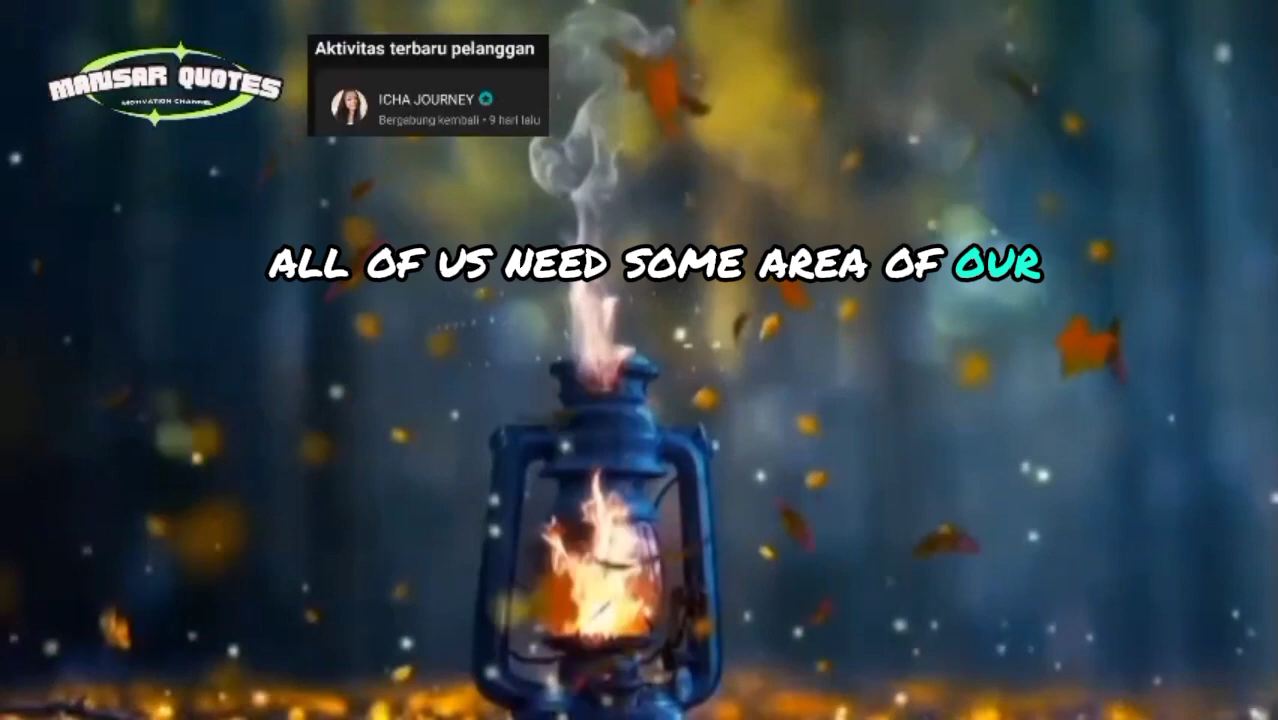 MANSAR QUOTES
MOTIVATION CHANNEL
Aktivitas terbaru pelanggan
ICHA JOURNEY
Bergabung kembali • 9 hari lalu
ALL OF US NEED SOME AREA OF OUR